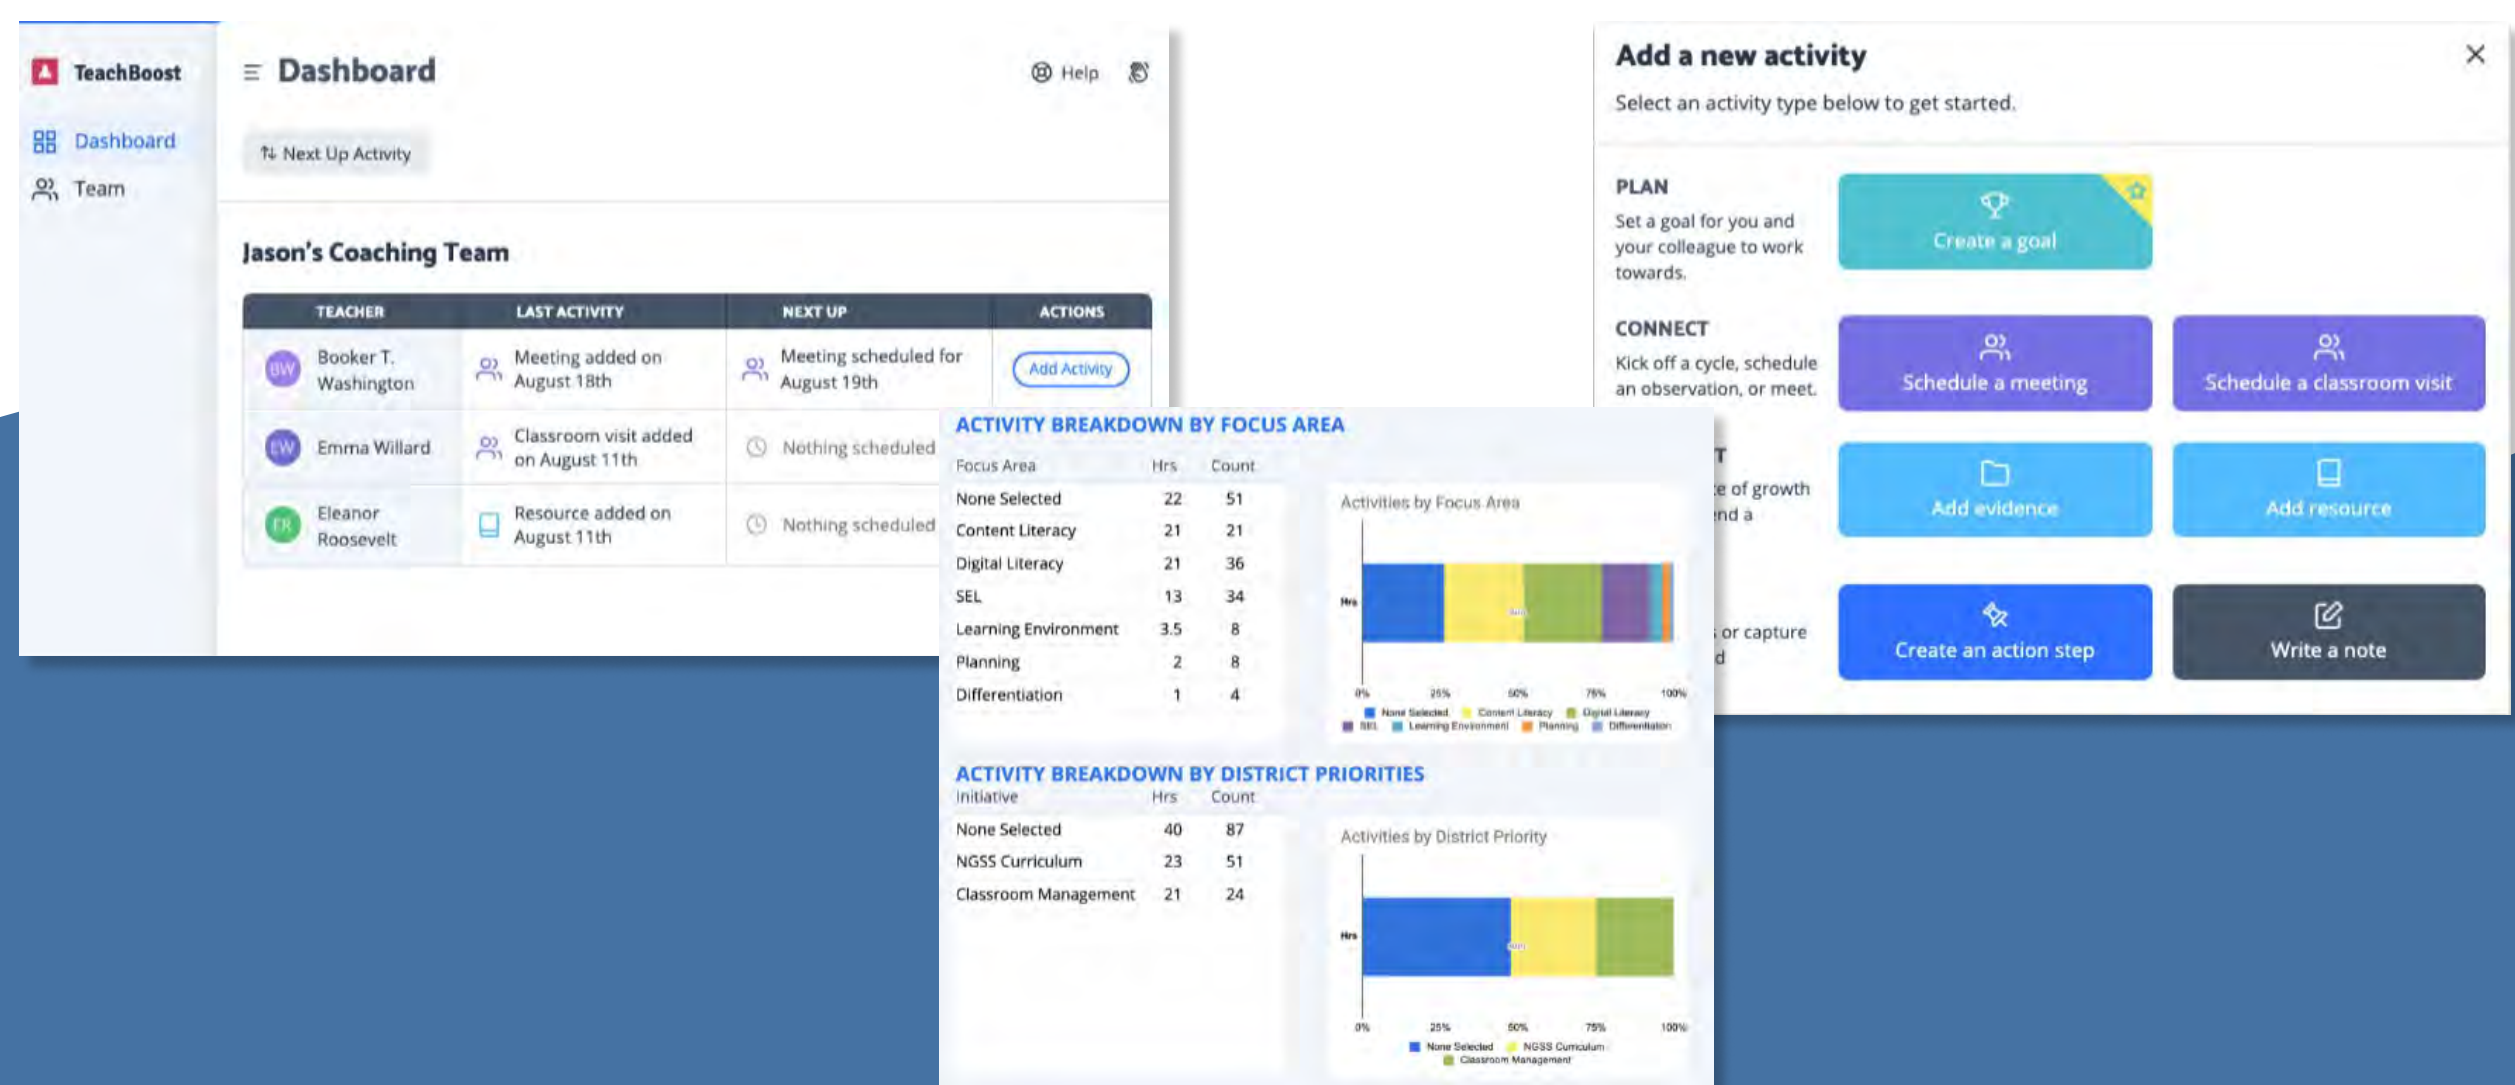 TeachBoost
Dashboard
Team
Dashboard
Help
Next Up Activity
Jason's Coaching Team
TEACHER LAST ACTIVITY NEXT UP ACTIONS
BW
Booker T.
Washington
Meeting added on
August 18th
Meeting scheduled for
August 19th
Add Activity
EW
Emma Willard
Classroom visit added
on August 11th
Nothing scheduled
ER
Eleanor
Roosevelt
Resource added on
August 11th
Nothing scheduled
ACTIVITY BREAKDOWN BY FOCUS AREA
Focus Area Hrs Count
None Selected 22 51
Content Literacy 21 21
Digital Literacy 21 36
SEL 13 34
Learning Environment 3.5 8
Planning 2 8
Differentiation 1 4
Activities by Focus Area
Hrs
0% 25% 50% 75% 100%
None Selected Content Literacy Digital Literacy
SEL Learning Environment Planning Differentiation
ACTIVITY BREAKDOWN BY DISTRICT PRIORITIES
Initiative Hrs Count
None Selected 40 87
NGSS Curriculum 23 51
Classroom Management 21 24
Activities by District Priority
Hrs
0% 25% 50% 75% 100%
None Selected NGSS Curriculum
Classroom Management
Add a new activity
Select an activity type below to get started.
PLAN
Set a goal for you and
your colleague to work
towards.
Create a goal
CONNECT
Kick off a cycle, schedule
an observation, or meet.
Schedule a meeting
Schedule a classroom visit
T
e of growth
nd a
Add evidence
Add resource
or capture
d
Create an action step
Write a note